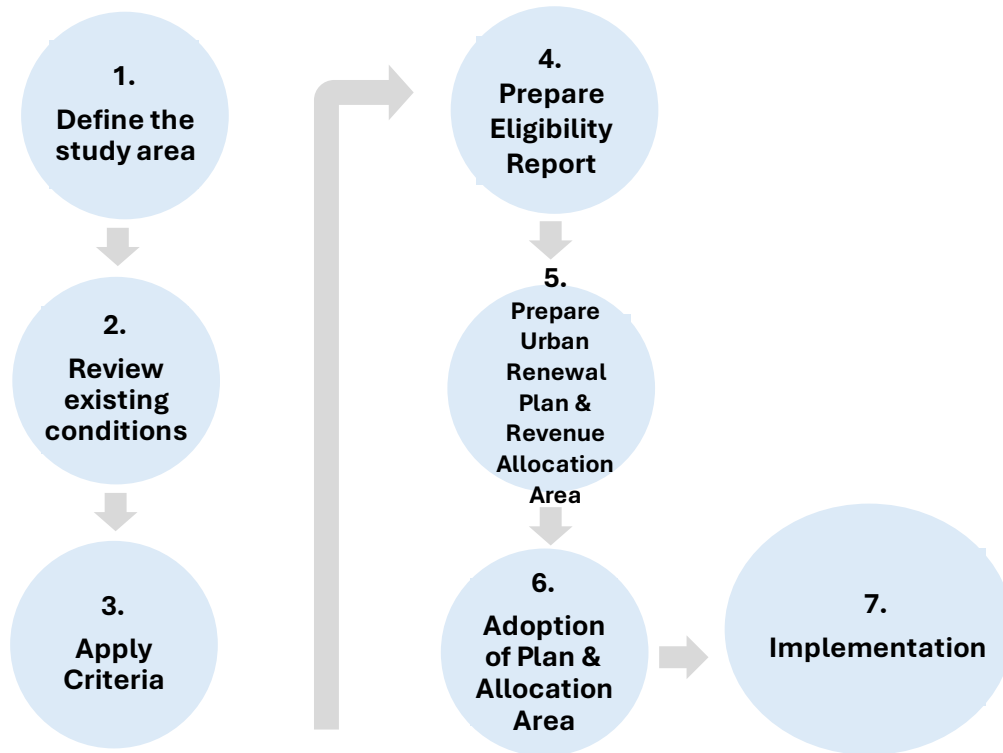 1.
Define the
study area
2.
Review
existing
conditions
3.
Apply
Criteria
4.
Prepare
Eligibility
Report
5.
Prepare
Urban
Renewal
Plan &
Revenue
Allocation
Area
6.
Adoption
of Plan &
Allocation
Area
7.
Implementation